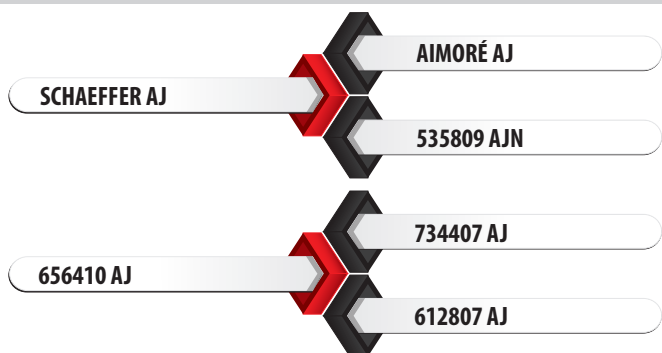 AIMORÉ AJ
SCHAEFFER AJ
535809 AJN
734407 AJ
656410 AJ
612807 AJ